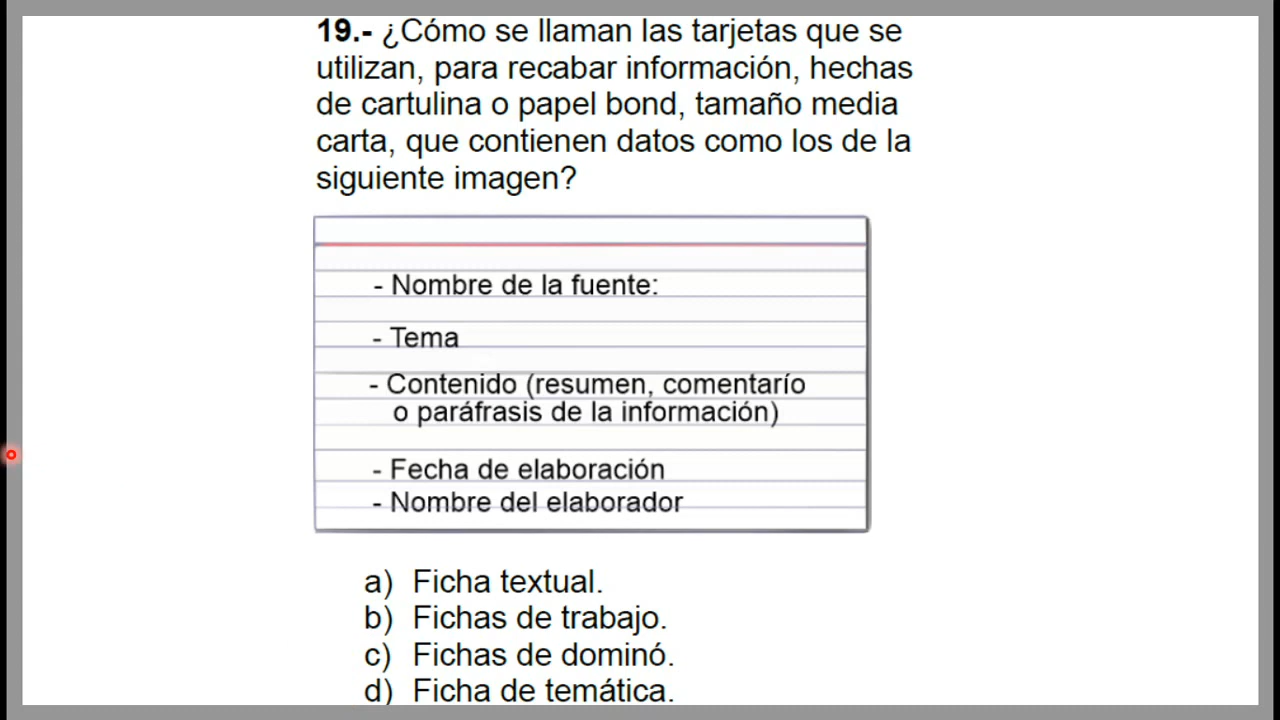 19.- ¿Cómo se llaman las tarjetas que se
utilizan, para recabar información, hechas
de cartulina o papel bond, tamaño media
carta, que contienen datos como los de la
siguiente imagen?
- Nombre de la fuente:
- Tema
- Contenido (resumen, comentarío
o paráfrasis de la información)
- Fecha de elaboración
- Nombre del elaborador
a) Ficha textual.
b) Fichas de trabajo.
c) Fichas de dominó.
d) Ficha de temática.